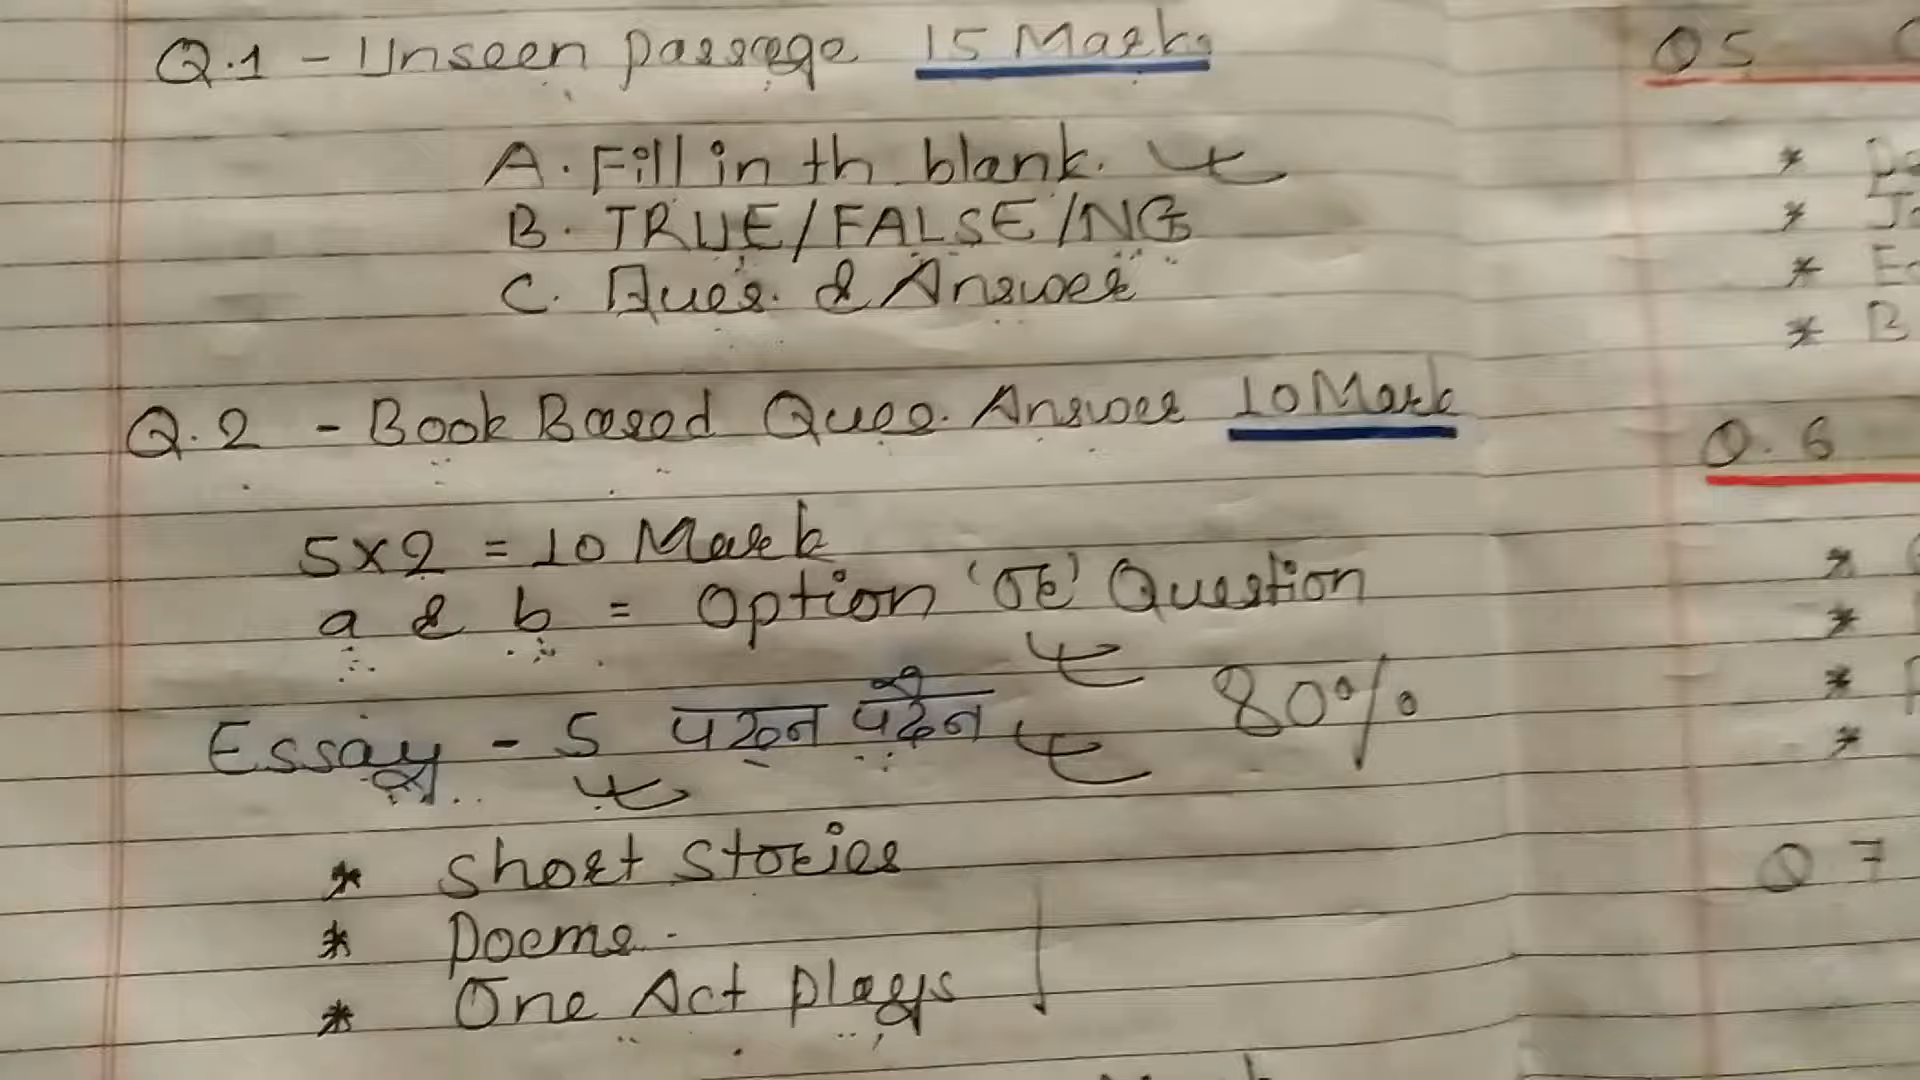 Q.1 - Unseen passage 15 Marks
A. Fill in th blank.
B. TRUE/FALSE/NG
C. Ques. & Answer
Q.2 - Book Based Ques. Answer 10 Mark
5x2 = 10 Mark
a & b = Option 'or' Question
Essay - 5 80%
* Short Stories
* Poems.
* One Act plays
Q5
*
*
*
* B
Q.6
*
*
*
*
Q 7